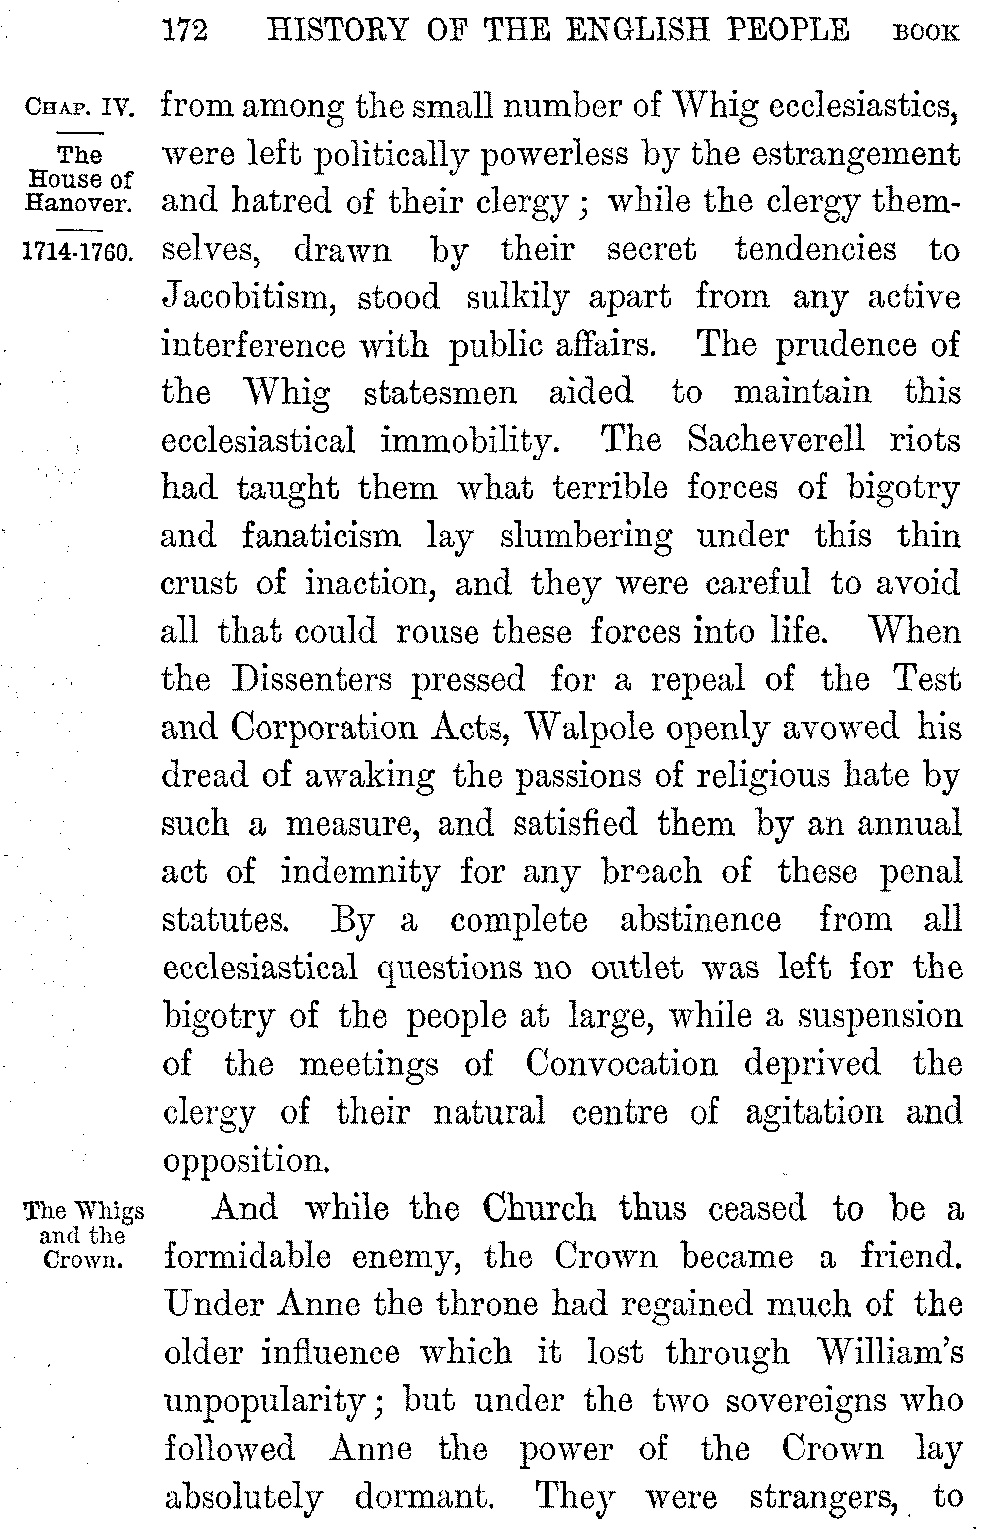 172 HISTORY OF THE ENGLISH PEOPLE BOOK
CHAP. IV.
The
House of
Hanover.
1714-1760.
from among the small number of Whig ecclesiastics,
were left politically powerless by the estrangement
and hatred of their clergy ; while the clergy them-
selves, drawn by their secret tendencies to
Jacobitism, stood sulkily apart from any active
interference with public affairs. The prudence of
the Whig statesmen aided to maintain this
ecclesiastical immobility. The Sacheverell riots
had taught them what terrible forces of bigotry
and fanaticism lay slumbering under this thin
crust of inaction, and they were careful to avoid
all that could rouse these forces into life. When
the Dissenters pressed for a repeal of the Test
and Corporation Acts, Walpole openly avowed his
dread of awaking the passions of religious hate by
such a measure, and satisfied them by an annual
act of indemnity for any breach of these penal
statutes. By a complete abstinence from all
ecclesiastical questions no outlet was left for the
bigotry of the people at large, while a suspension
of the meetings of Convocation deprived the
clergy of their natural centre of agitation and
opposition.
The Whigs
and the
Crown.
And while the Church thus ceased to be a
formidable enemy, the Crown became a friend.
Under Anne the throne had regained much of the
older influence which it lost through William's
unpopularity ; but under the two sovereigns who
followed Anne the power of the Crown lay
absolutely dormant. They were strangers, to